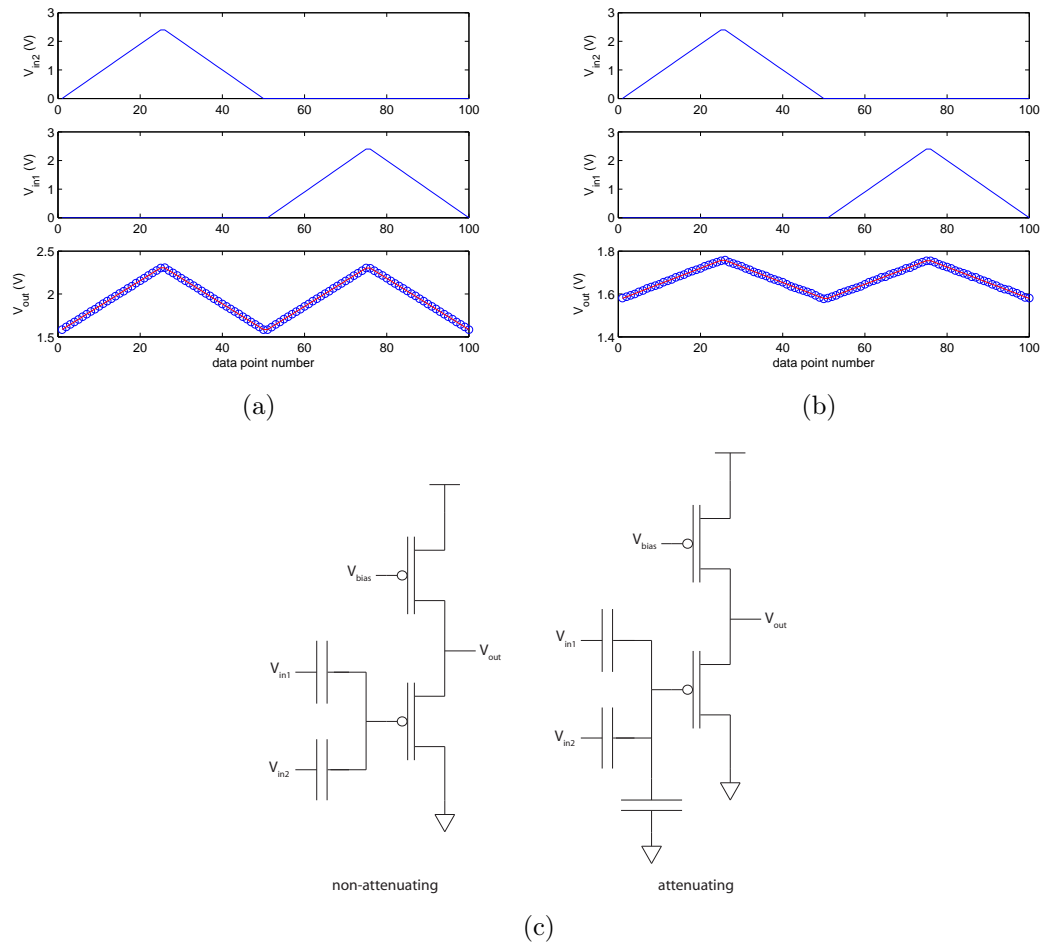 3
2
1
0
V_in2 (V)
0 20 40 60 80 100
3
2
1
0
V_in1 (V)
0 20 40 60 80 100
2.5
2
1.5
V_out (V)
0 20 40 60 80 100
data point number
(a)
3
2
1
0
V_in2 (V)
0 20 40 60 80 100
3
2
1
0
V_in1 (V)
0 20 40 60 80 100
1.8
1.6
1.4
V_out (V)
0 20 40 60 80 100
data point number
(b)
V_bias
V_in1
V_out
V_in2
non-attenuating
V_bias
V_in1
V_out
V_in2
attenuating
(c)